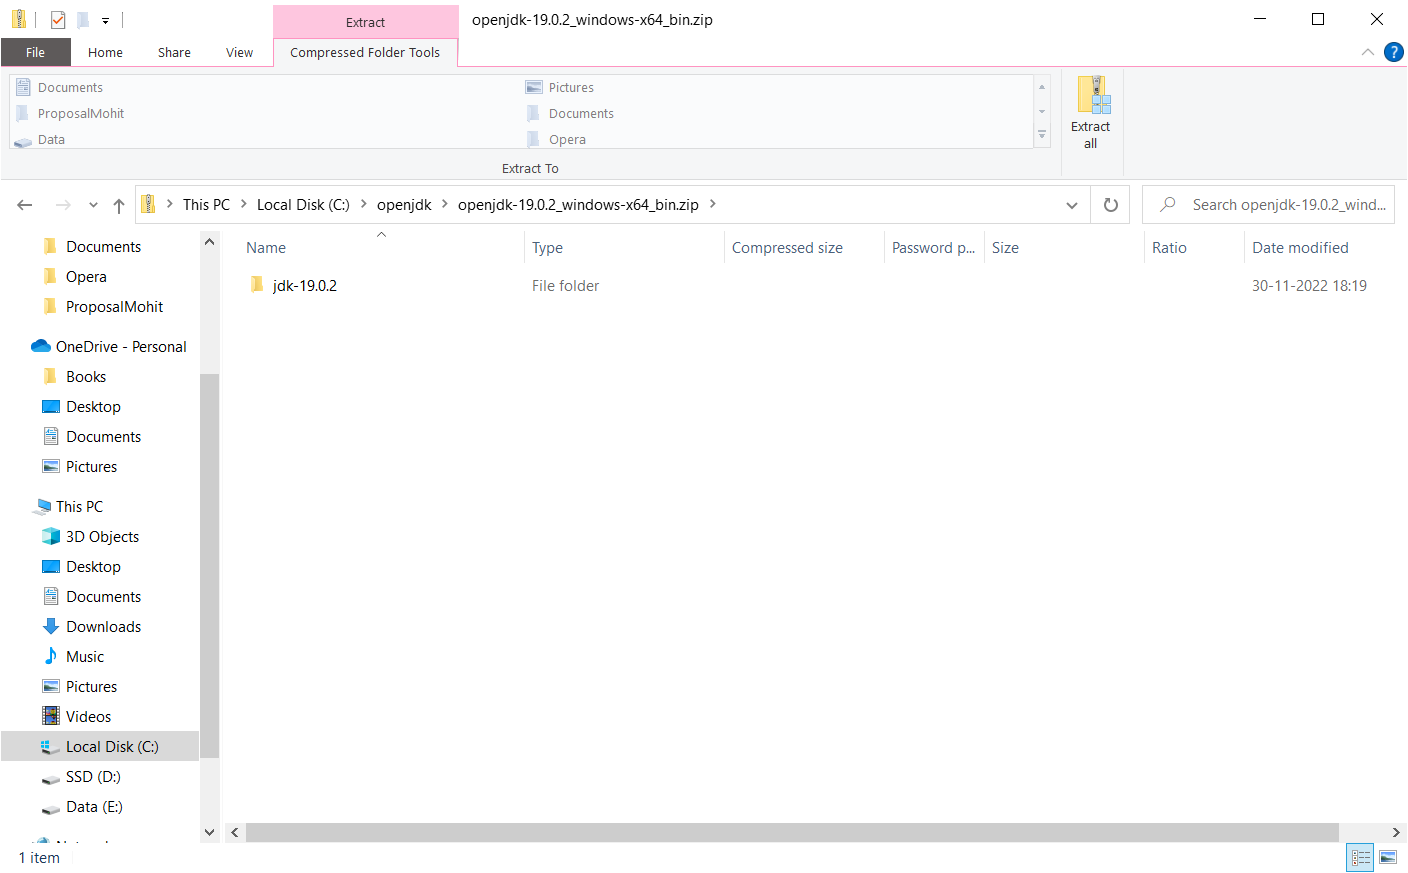 Extract
openjdk-19.0.2_windows-x64_bin.zip
File
Home
Share
View
Compressed Folder Tools
?
Documents
Pictures
ProposalMohit
Documents
Data
Opera
Extract To
Extract
all
This PC
Local Disk (C:)
openjdk
openjdk-19.0.2_windows-x64_bin.zip
Search openjdk-19.0.2_wind...
Name
Type
Compressed size
Password p...
Size
Ratio
Date modified
jdk-19.0.2
File folder
30-11-2022 18:19
Documents
Opera
ProposalMohit
OneDrive - Personal
Books
Desktop
Documents
Pictures
This PC
3D Objects
Desktop
Documents
Downloads
Music
Pictures
Videos
Local Disk (C:)
SSD (D:)
Data (E:)
1 item